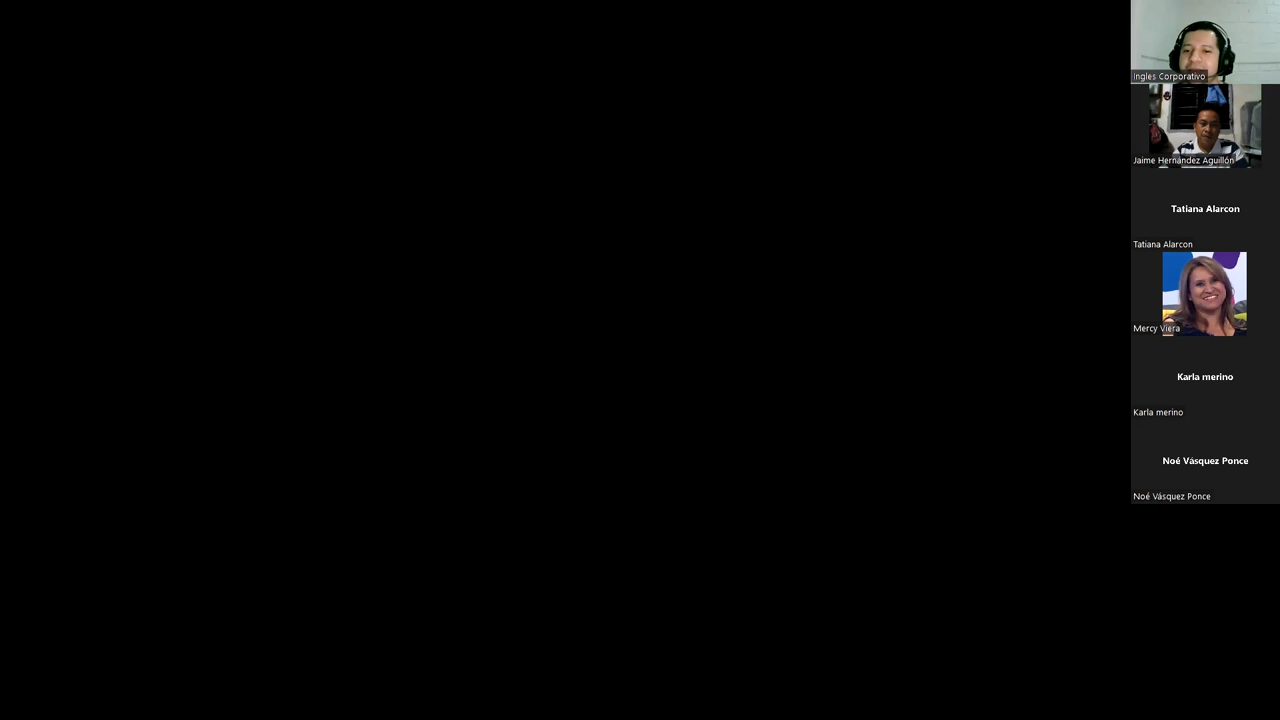 Ingles Corporativo
Jaime Hernández Aguillón
Tatiana Alarcon
Tatiana Alarcon
Mercy Viera
Karla merino
Karla merino
Noé Vásquez Ponce
Noé Vásquez Ponce